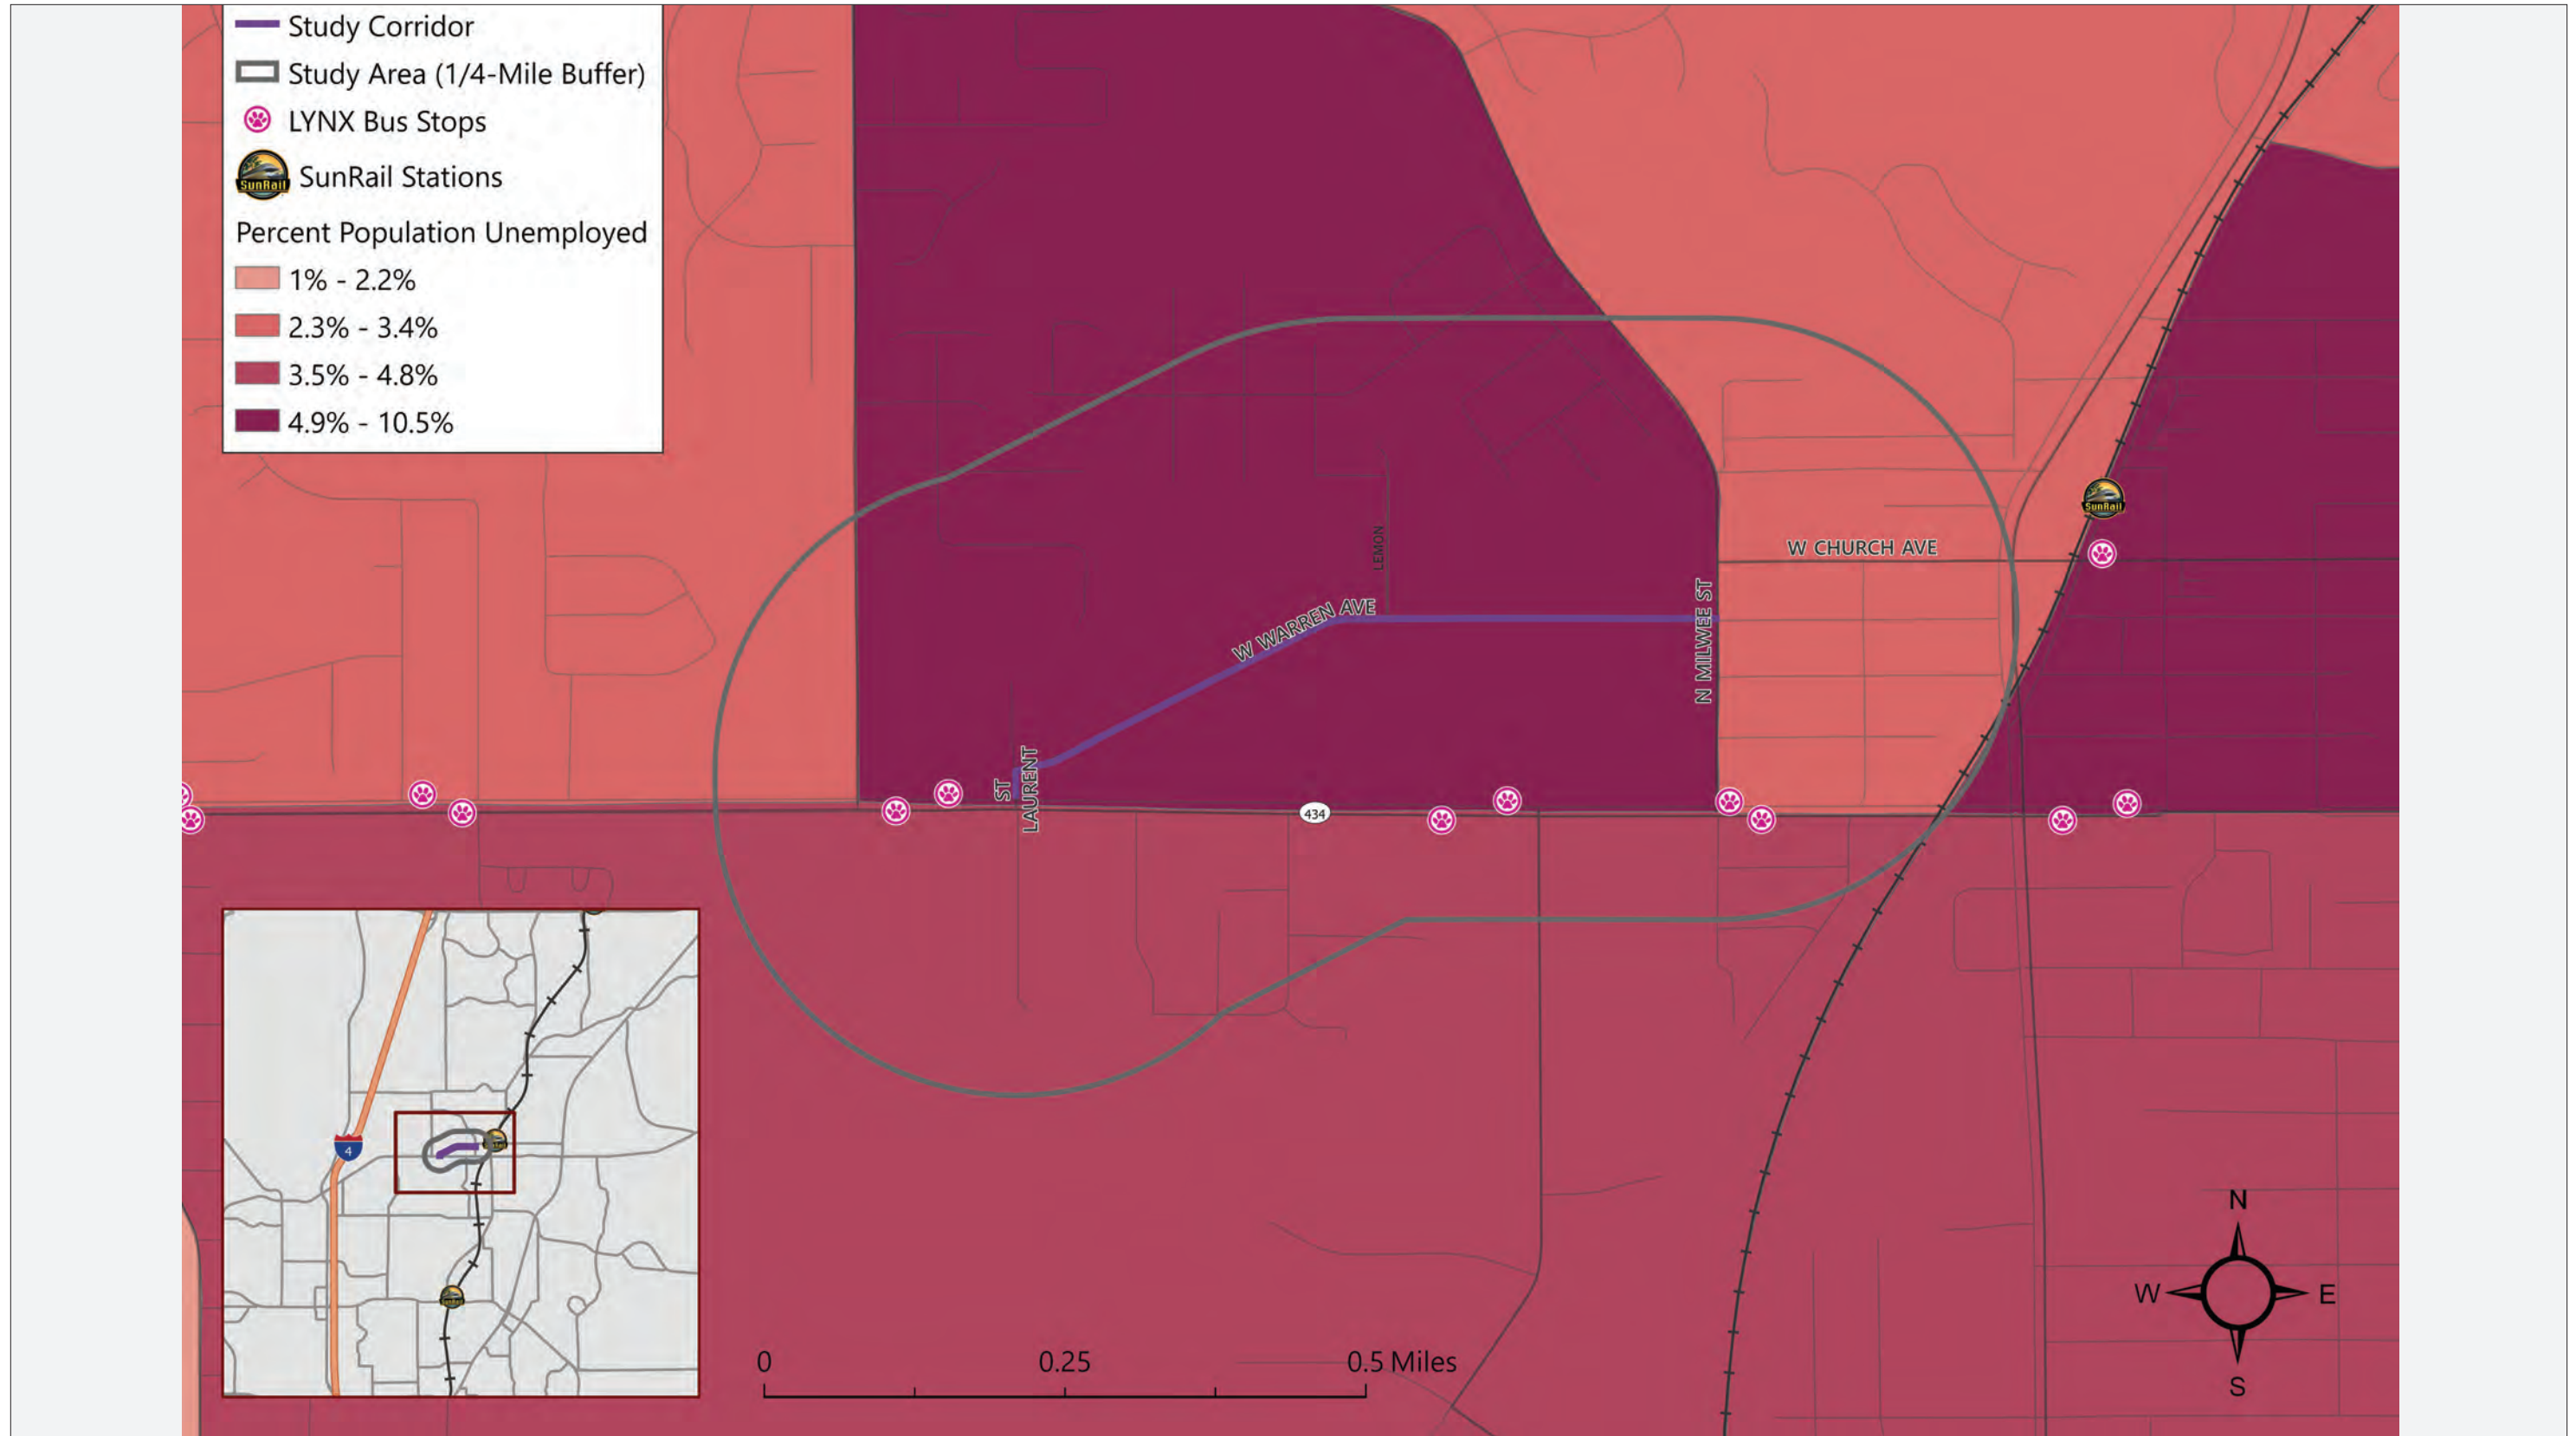 Study Corridor
Study Area (1/4-Mile Buffer)
LYNX Bus Stops
SunRail
SunRail Stations
Percent Population Unemployed
1% - 2.2%
2.3% - 3.4%
3.5% - 4.8%
4.9% - 10.5%
SunRail
W CHURCH AVE
LEMON
W WARREN AVE
N MILWEE ST
ST
LAURENT
434
4
N
W
E
S
0
0.25
0.5 Miles